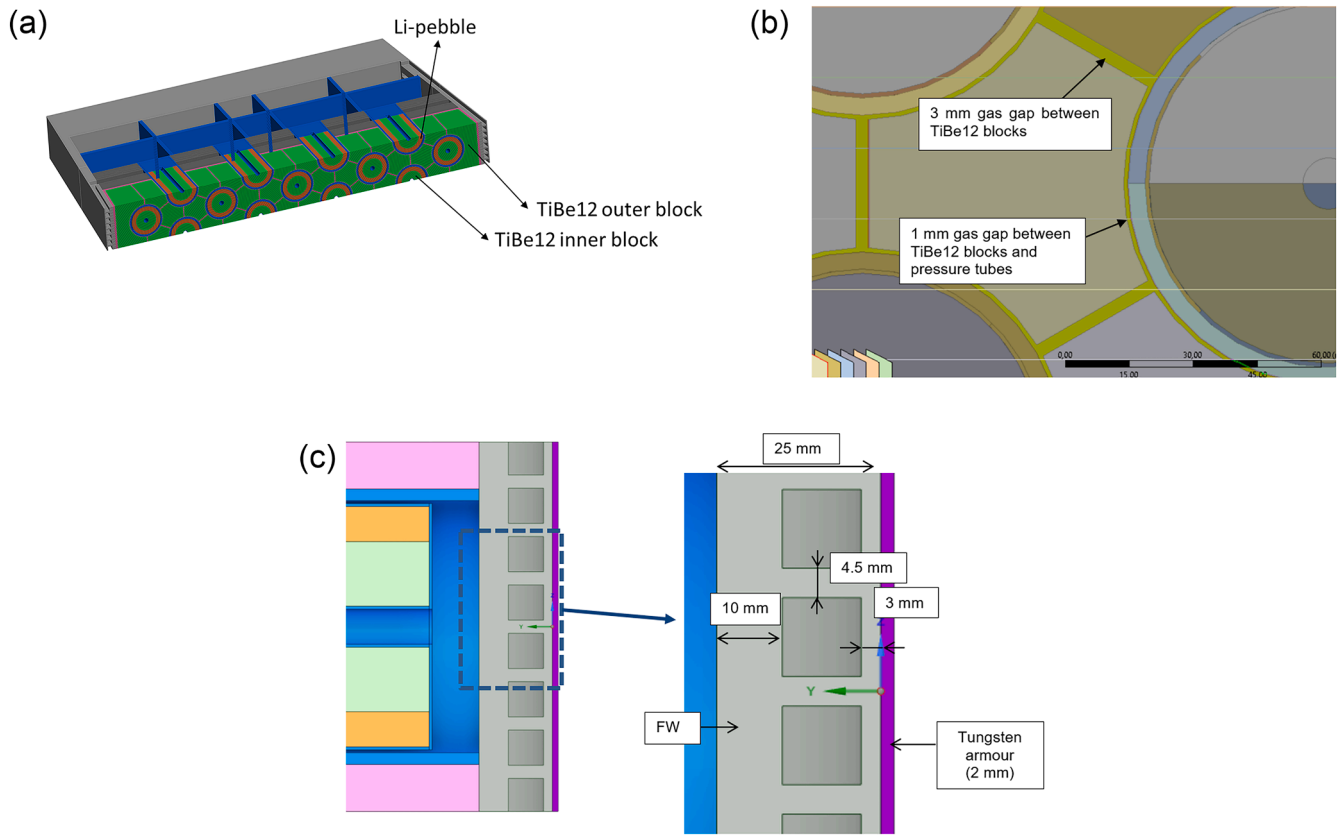 (a)
Li-pebble
TiBe12 outer block
TiBe12 inner block
(b)
3 mm gas gap between
TiBe12 blocks
1 mm gas gap between
TiBe12 blocks and
pressure tubes
0,00
30,00
60,00
15,00
45,00
(c)
Z
Y
25 mm
4.5 mm
10 mm
3 mm
Z
Y
FW
Tungsten
armour
(2 mm)